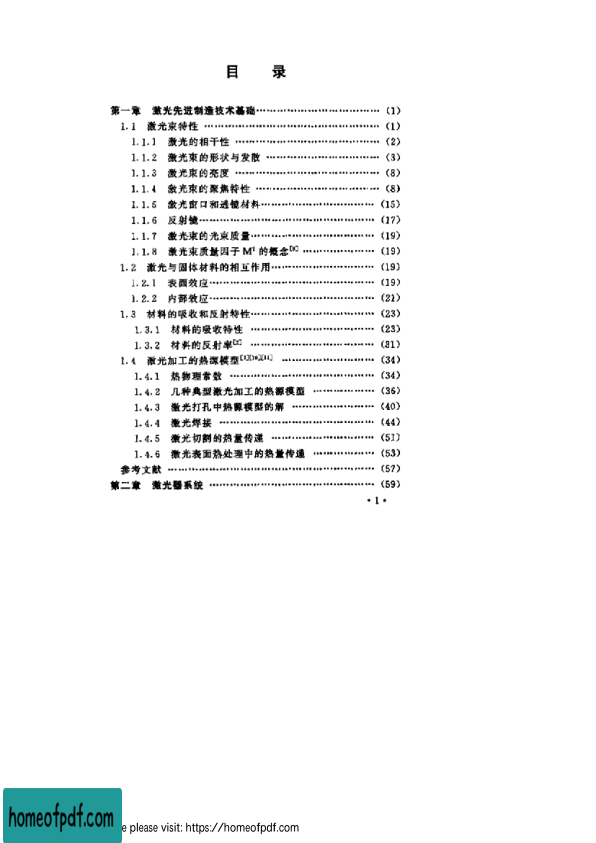 目 录
第一章 激光先进制造技术基础 (1)
1.1 激光束特性 (1)
1.1.1 激光的相干性 (2)
1.1.2 激光束的形状与发散 (3)
1.1.3 激光束的亮度 (8)
1.1.4 激光束的聚焦特性 (8)
1.1.5 激光窗口和透镜材料 (15)
1.1.6 反射镜 (17)
1.1.7 激光束的光束质量 (19)
1.1.8 激光束质量因子M²的概念 (19)
1.2 激光与固体材料的相互作用 (19)
1.2.1 表面效应 (19)
1.2.2 内部效应 (21)
1.3 材料的吸收和反射特性 (23)
1.3.1 材料的吸收特性 (23)
1.3.2 材料的反射率 (31)
1.4 激光加工的热源模型 (34)
1.4.1 热物理常数 (34)
1.4.2 几种典型激光加工的热源模型 (36)
1.4.3 激光打孔中热源模型的解 (40)
1.4.4 激光焊接 (44)
1.4.5 激光切割的热量传递 (51)
1.4.6 激光表面热处理中的热量传递 (53)
参考文献 (57)
第二章 激光器系统 (59)
• 1 •
homeofpdf.com
e please visit: https://homeofpdf.com